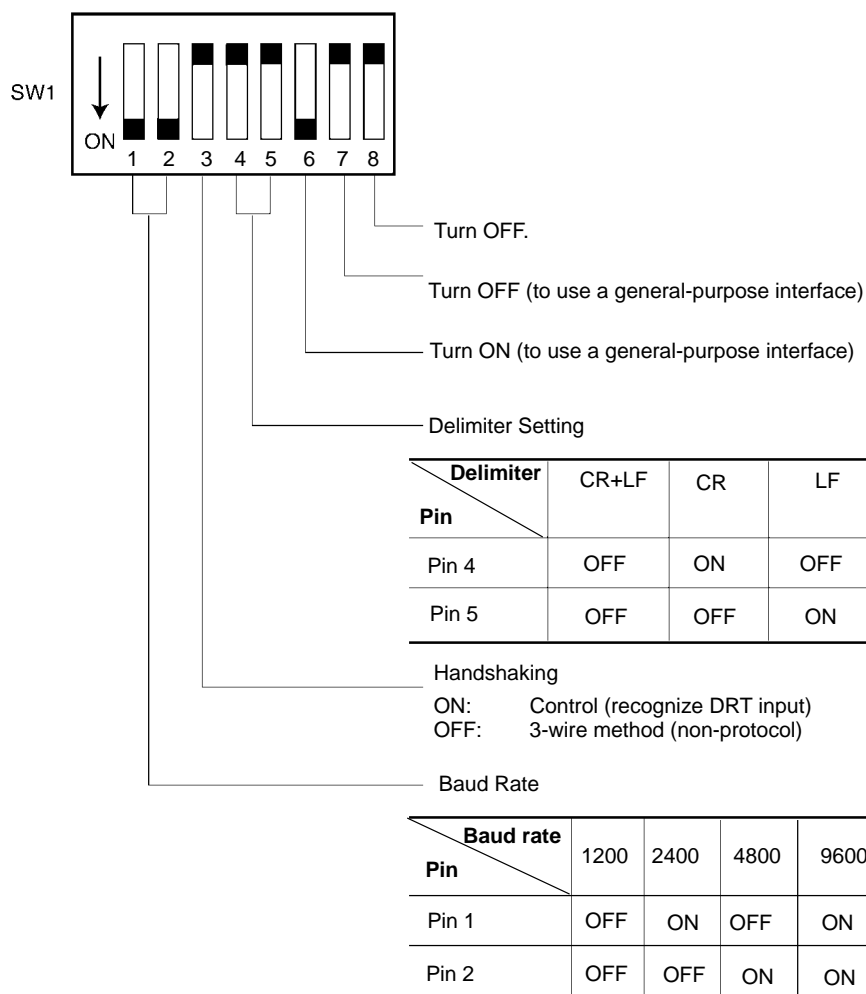 SW1
ON
1 2 3 4 5 6 7 8
Turn OFF.
Turn OFF (to use a general-purpose interface)
Turn ON (to use a general-purpose interface)
Delimiter Setting
Delimiter CR+LF CR LF
Pin
Pin 4 OFF ON OFF
Pin 5 OFF OFF ON
Handshaking
ON: Control (recognize DRT input)
OFF: 3-wire method (non-protocol)
Baud Rate
Baud rate 1200 2400 4800 9600
Pin
Pin 1 OFF ON OFF ON
Pin 2 OFF OFF ON ON